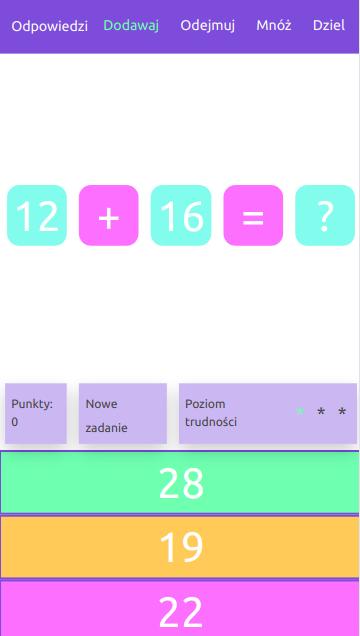 Odpowiedzi Dodawaj Odejmuj Mnóż Dziel
12 + 16 = ?
Punkty:
0
Nowe
zadanie
Poziom
trudności
* * *
28
19
22